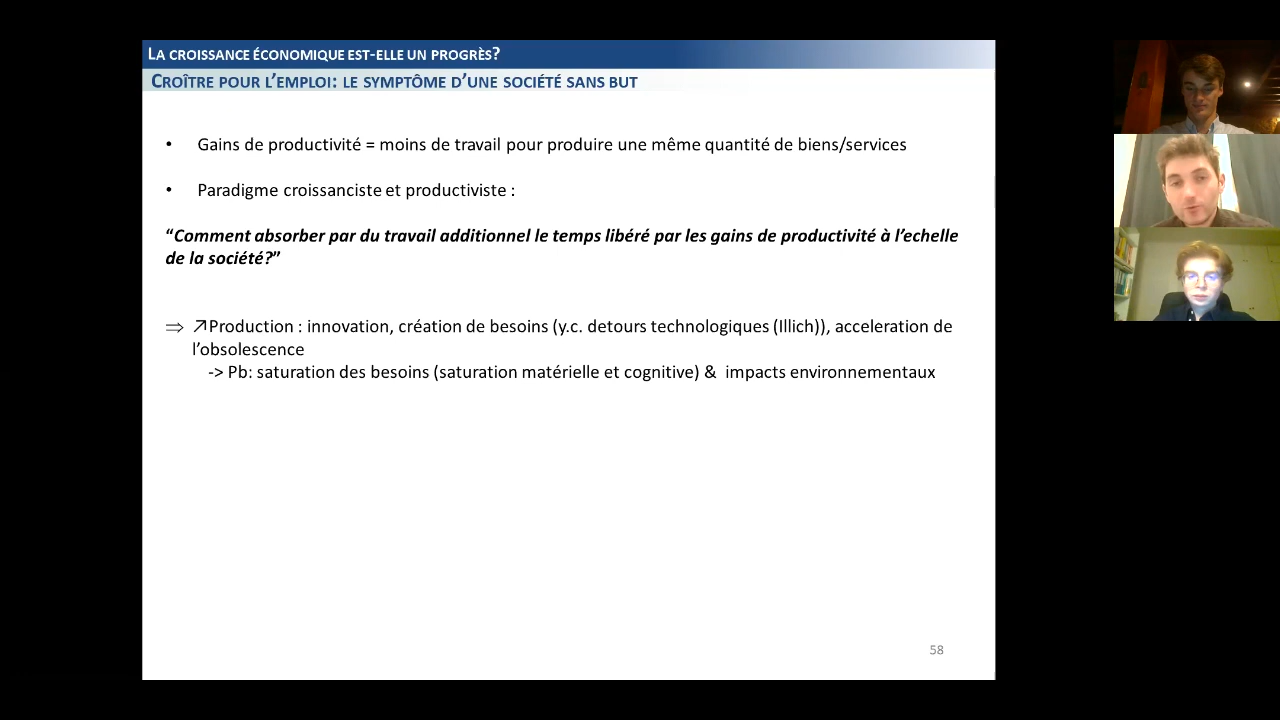 LA CROISSANCE ÉCONOMIQUE EST-ELLE UN PROGRÈS?
CROÎTRE POUR L'EMPLOI: LE SYMPTÔME D'UNE SOCIÉTÉ SANS BUT
• Gains de productivité = moins de travail pour produire une même quantité de biens/services
• Paradigme croissanciste et productiviste :
“Comment absorber par du travail additionnel le temps libéré par les gains de productivité à l’echelle
de la société?”
⇒ ↗Production : innovation, création de besoins (y.c. detours technologiques (Illich)), acceleration de
l’obsolescence
-> Pb: saturation des besoins (saturation matérielle et cognitive) & impacts environnementaux
58